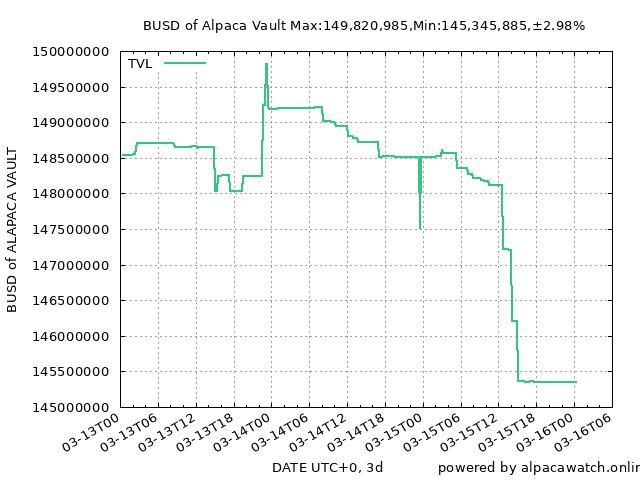 BUSD of Alpaca Vault Max:149,820,985,Min:145,345,885,±2.98%
TVL
BUSD of ALAPACA VAULT
150000000
149500000
149000000
148500000
148000000
147500000
147000000
146500000
146000000
145500000
145000000
03-13T00
03-13T06
03-13T12
03-13T18
03-14T00
03-14T06
03-14T12
03-14T18
03-15T00
03-15T06
03-15T12
03-15T18
03-16T00
03-16T06
DATE UTC+0, 3d
powered by alpacawatch.onlin